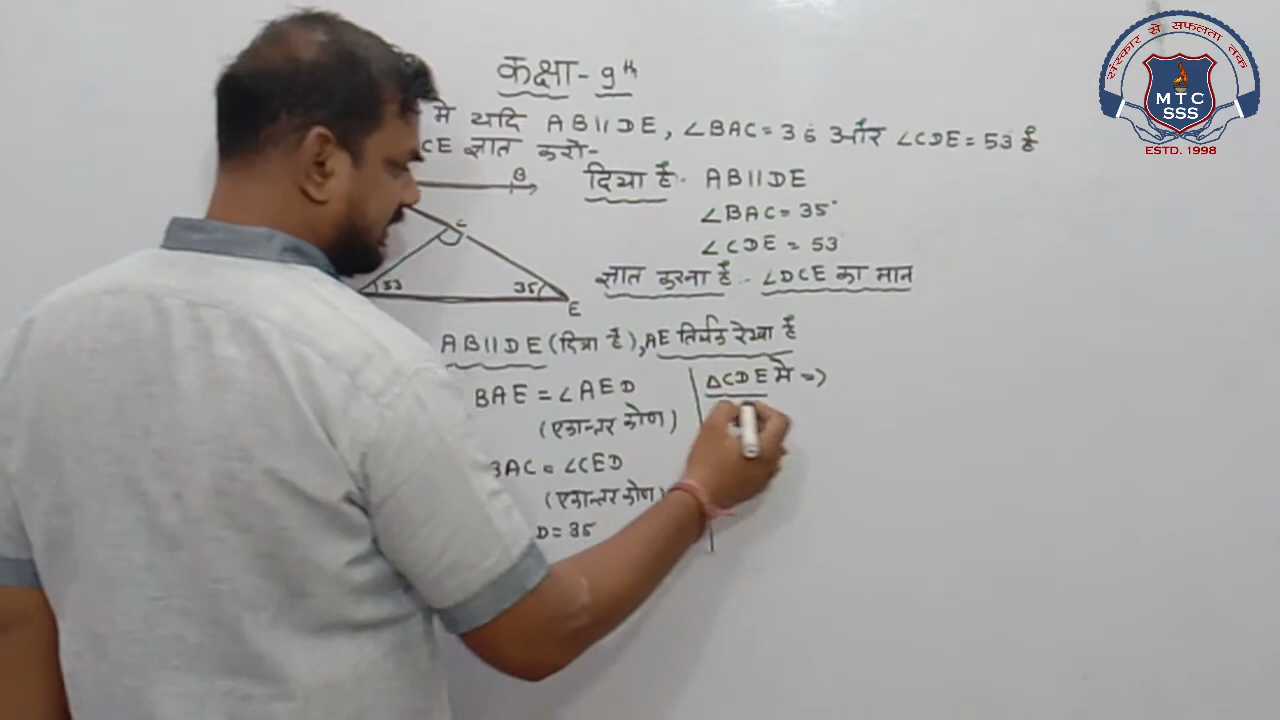 संस्कार से सफलता तक
MTC
SSS
ESTD. 1998
कक्षा - 9th
मे यदि AB||DE, ∠BAC = 36 और ∠CDE = 53° है
CE ज्ञात करो-
B
C
53
35
E
दिया है- AB||DE
∠BAC = 35°
∠CDE = 53
ज्ञात करना है - ∠DCE का मान
AB||DE (दिया है), AE तिर्यक रेखा है
BAE = ∠AED
(एकान्तर कोण)
BAC = ∠CED
(एकान्तर कोण)
D = 35°
△CDE मे =>